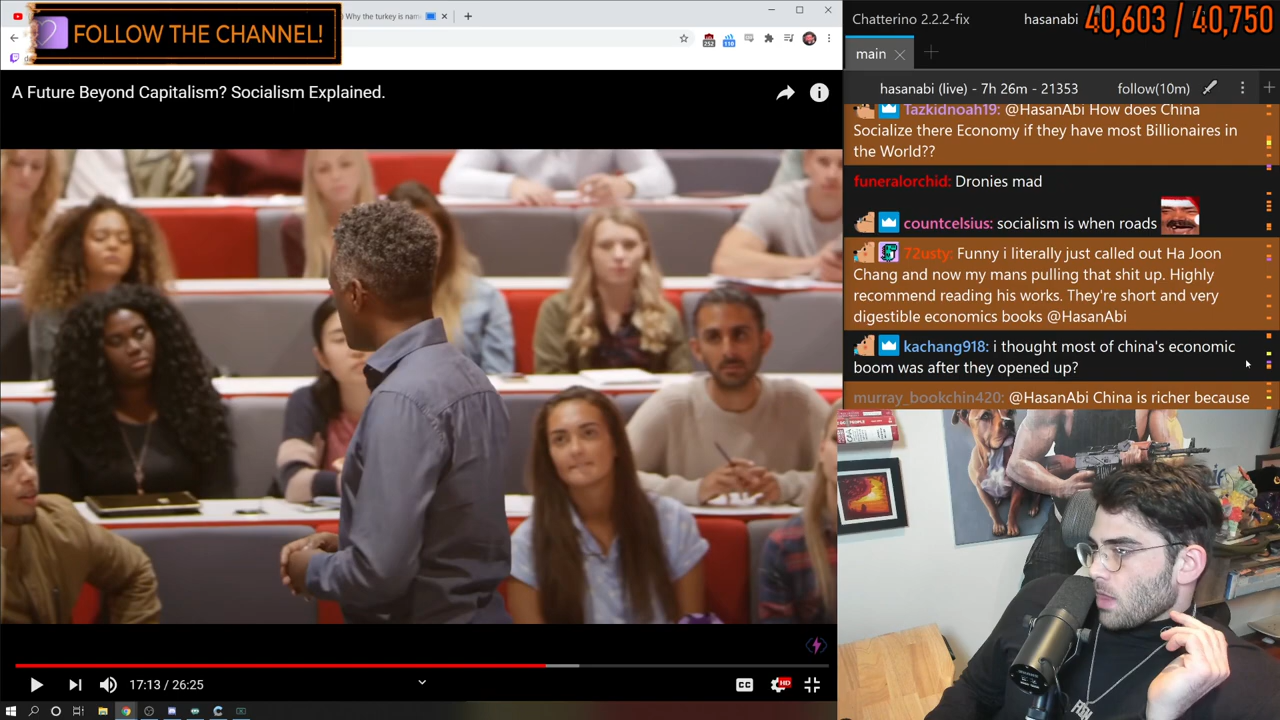 FOLLOW THE CHANNEL!
Why the turkey is nam
252
110
A Future Beyond Capitalism? Socialism Explained.
17:13 / 26:25
CC
HD
Chatterino 2.2.2-fix
hasanabi
40,603 / 40,750
main
hasanabi (live) - 7h 26m - 21353
follow(10m)
Tazkidnoah19: @HasanAbi How does China
Socialize there Economy if they have most Billionaires in
the World??
funeralorchid: Dronies mad
countcelsius: socialism is when roads
72usty: Funny i literally just called out Ha Joon
Chang and now my mans pulling that shit up. Highly
recommend reading his works. They're short and very
digestible economics books @HasanAbi
kachang918: i thought most of china's economic
boom was after they opened up?
murray_bookchin420: @HasanAbi China is richer because